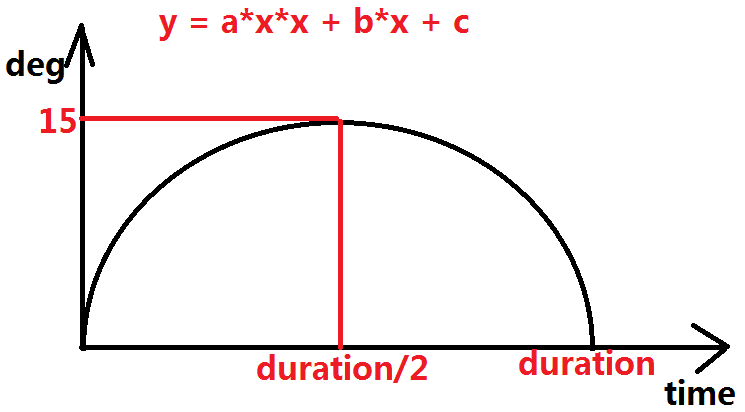 y = a*x*x + b*x + c
deg
15
duration/2
duration
time